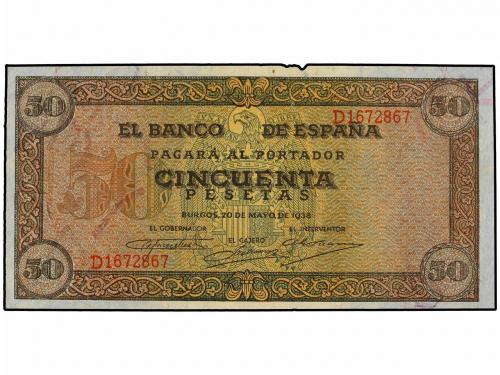 50 50
D1672867
EL BANCO DE ESPAÑA
PAGARÁ AL PORTADOR
CINCUENTA
PESETAS
BURGOS, 20 DE MAYO DE 1938
EL GOBERNADOR EL CAJERO EL INTERVENTOR
D1672867
50 50